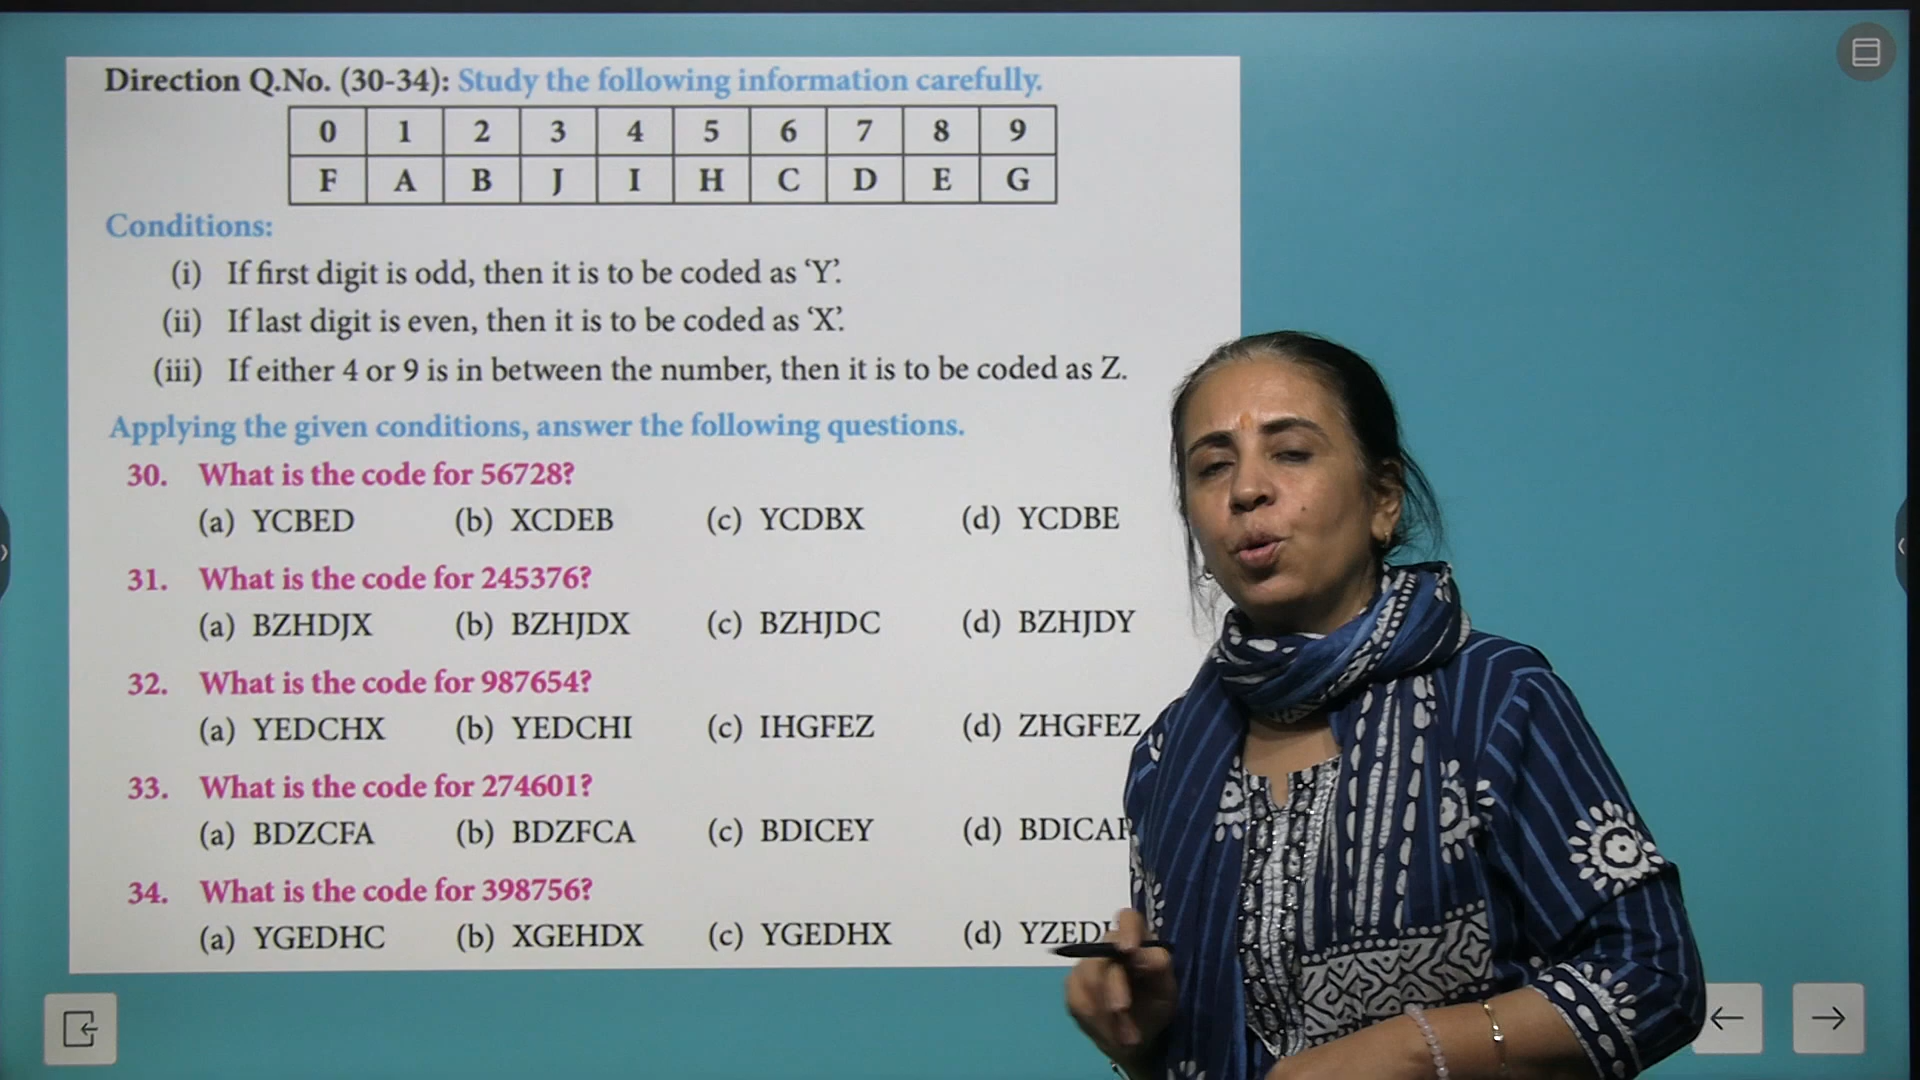 Direction Q.No. (30-34): Study the following information carefully.
0 1 2 3 4 5 6 7 8 9
F A B J I H C D E G
Conditions:
(i) If first digit is odd, then it is to be coded as ‘Y’.
(ii) If last digit is even, then it is to be coded as ‘X’.
(iii) If either 4 or 9 is in between the number, then it is to be coded as Z.
Applying the given conditions, answer the following questions.
30. What is the code for 56728?
(a) YCBED (b) XCDEB (c) YCDBX (d) YCDBE
31. What is the code for 245376?
(a) BZHDJX (b) BZHJDX (c) BZHJDC (d) BZHJDY
32. What is the code for 987654?
(a) YEDCHX (b) YEDCHI (c) IHGFEZ (d) ZHGFEZ
33. What is the code for 274601?
(a) BDZCFA (b) BDZFCA (c) BDICEY (d)
34. What is the code for 398756?
(a) YGEDHC (b) XGEHDX (c) YGEDHX (d)